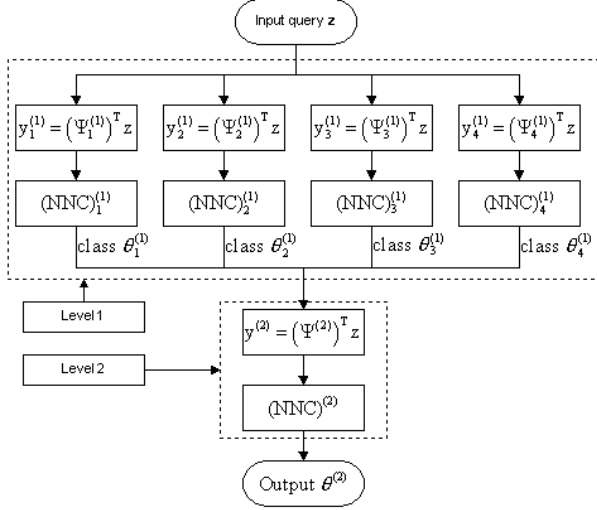 Input query z
y₁⁽¹⁾ = (Ψ₁⁽¹⁾)ᵀ z
y₂⁽¹⁾ = (Ψ₂⁽¹⁾)ᵀ z
y₃⁽¹⁾ = (Ψ₃⁽¹⁾)ᵀ z
y₄⁽¹⁾ = (Ψ₄⁽¹⁾)ᵀ z
(NNC)₁⁽¹⁾
(NNC)₂⁽¹⁾
(NNC)₃⁽¹⁾
(NNC)₄⁽¹⁾
class θ₁⁽¹⁾
class θ₂⁽¹⁾
class θ₃⁽¹⁾
class θ₄⁽¹⁾
Level 1
y⁽²⁾ = (Ψ⁽²⁾)ᵀ z
Level 2
(NNC)⁽²⁾
Output θ⁽²⁾